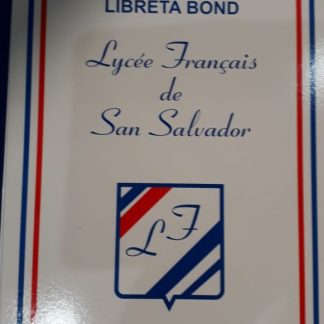 LIBRETA BOND
Lycée Français
de
San Salvador
LF